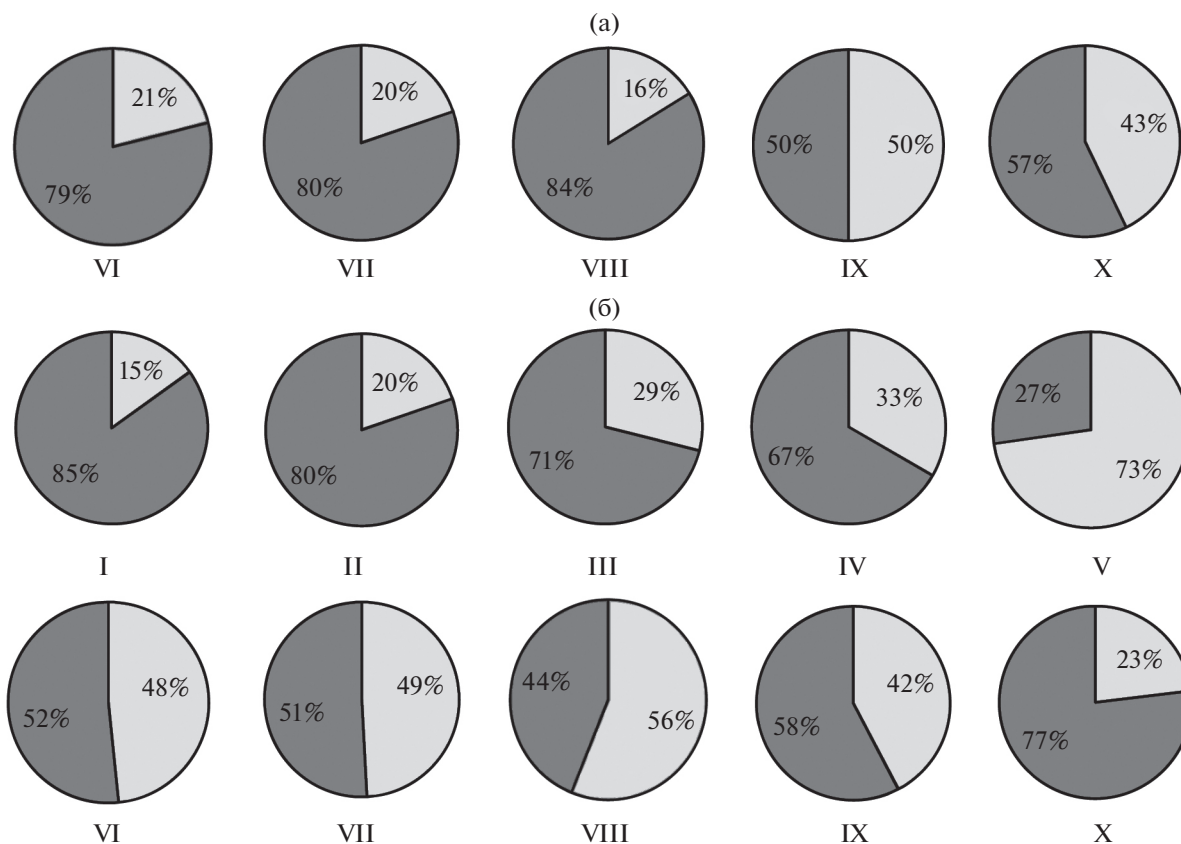 (а)
21% 20% 16% 50% 50% 43%
79% 80% 84% 57%
VI VII VIII IX X
(б)
15% 20% 29% 33% 27%
85% 80% 71% 67% 73%
I II III IV V
52% 48% 51% 49% 44% 56% 58% 42% 77% 23%
VI VII VIII IX X